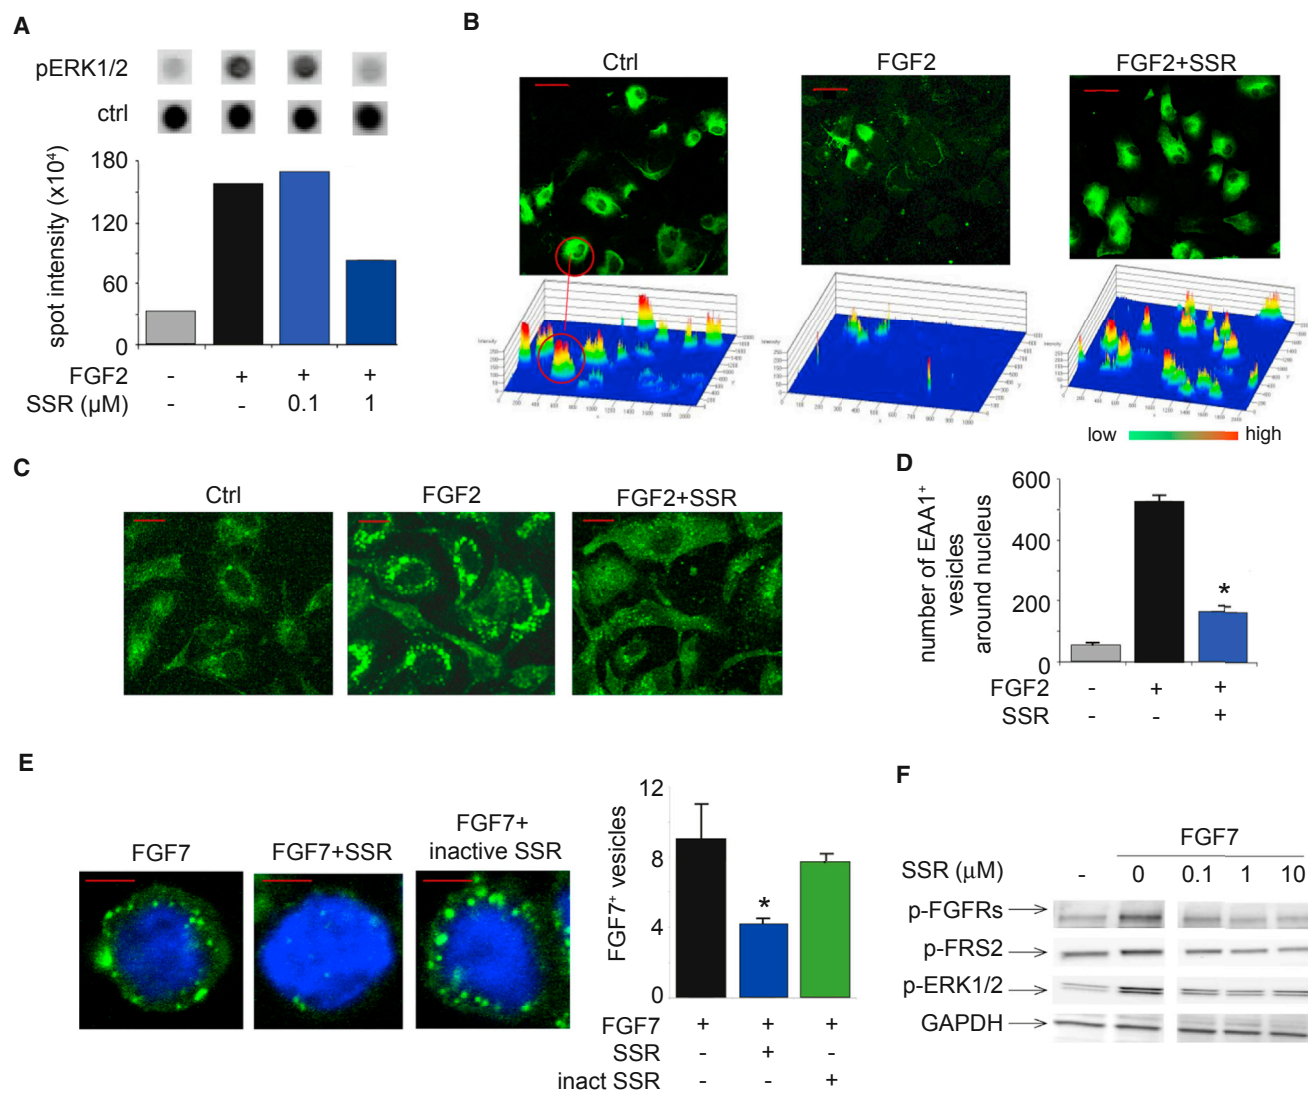 A
pERK1/2
ctrl
spot intensity (x10⁴)
180
120
60
0
FGF2 - + + +
SSR (µM) - - 0.1 1
B
Ctrl FGF2 FGF2+SSR
low high
C
Ctrl FGF2 FGF2+SSR
D
number of EAA1⁺
vesicles
around nucleus
600
400
200
0
*
FGF2 - + +
SSR - - +
E
FGF7 FGF7+SSR FGF7+
inactive SSR
FGF7⁺ vesicles
12
8
4
0
*
FGF7 + + +
SSR - + -
inact SSR - - +
F
FGF7
SSR (µM) - 0 0.1 1 10
p-FGFRs
p-FRS2
p-ERK1/2
GAPDH